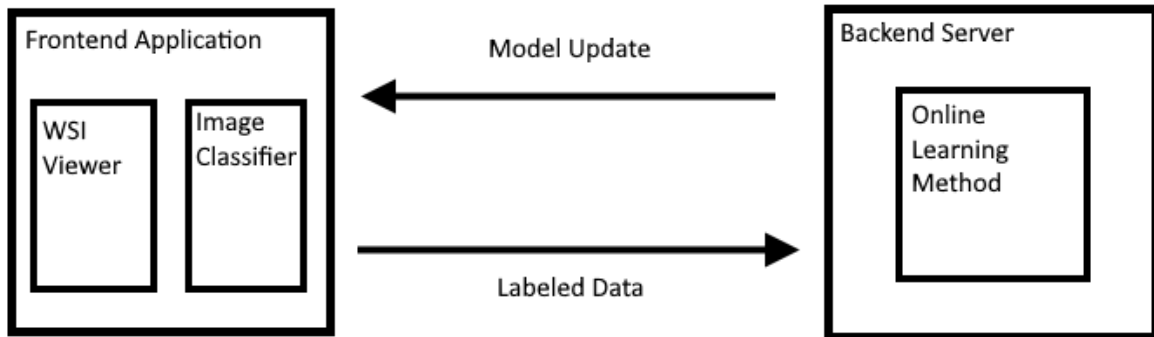 Frontend Application
WSI
Viewer
Image
Classifier
Model Update
Labeled Data
Backend Server
Online
Learning
Method